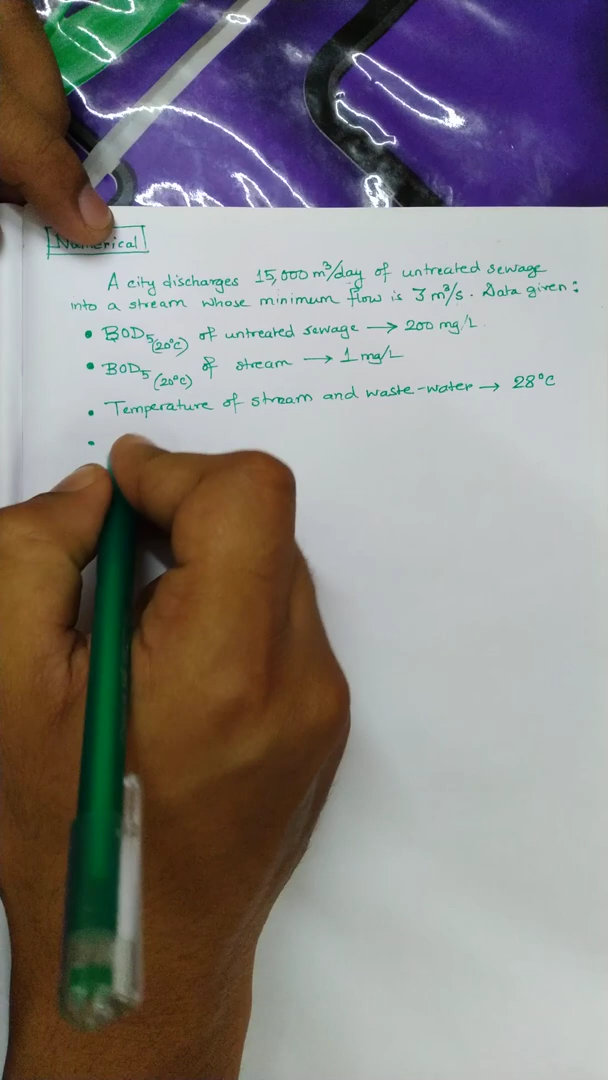 Numerical
A city discharges 15,000 m³/day of untreated sewage
into a stream whose minimum flow is 3 m³/s. Data given:
• BOD₅(20°C) of untreated sewage → 200 mg/L.
• BOD₅(20°C) of stream → 1 mg/L
• Temperature of stream and waste-water → 28°C
•